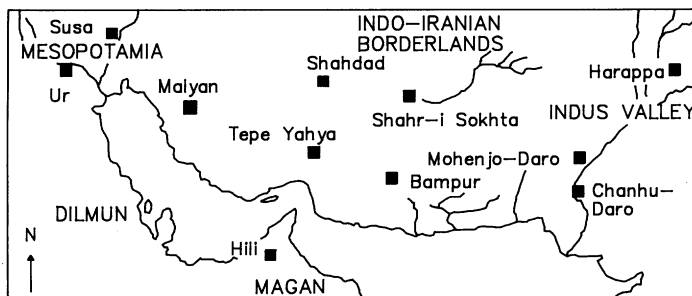 Susa
MESOPOTAMIA
Ur
Malyan
Shahdad
INDO-IRANIAN
BORDERLANDS
Shahr-i Sokhta
Harappa
INDUS VALLEY
Tepe Yahya
Bampur
Mohenjo-Daro
Chanhu-
Daro
DILMUN
Hili
MAGAN
N